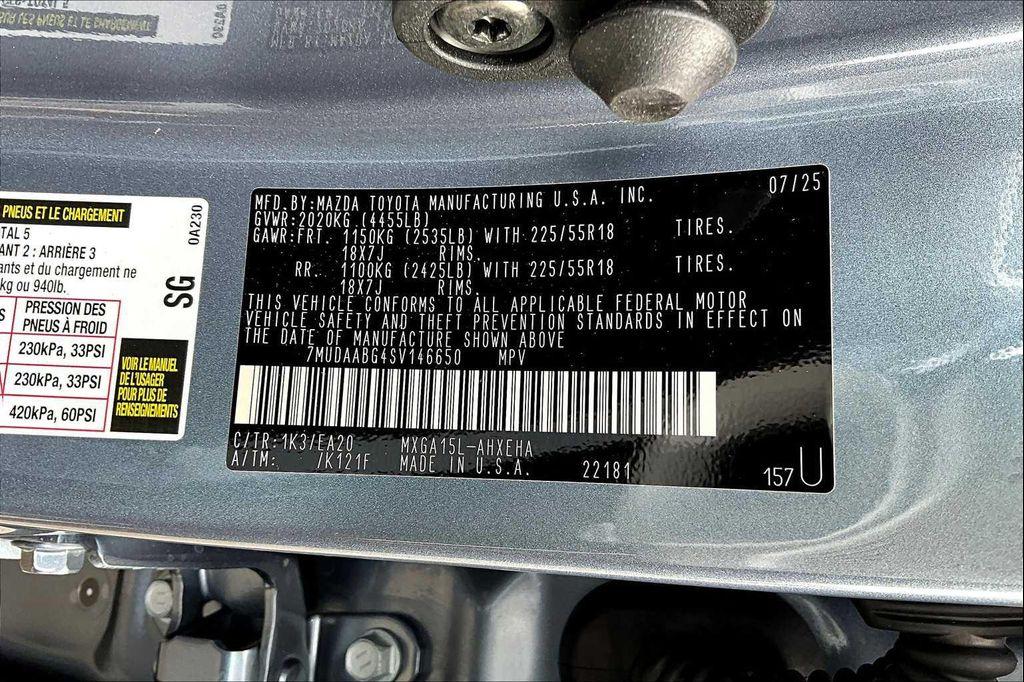 PNEUS ET LE CHARGEMENT
TAL 5
ANT 2 : ARRIÈRE 3
ants et du chargement ne
kg ou 940lb.
PRESSION DES
PNEUS À FROID
230kPa, 33PSI
230kPa, 33PSI
420kPa, 60PSI
VOIR LE MANUEL
DE L'USAGER
POUR PLUS DE
RENSEIGNEMENTS
SG
0A230
07/25
MFD.BY:MAZDA TOYOTA MANUFACTURING U.S.A. INC.
GVWR:2020KG (4455LB)
GAWR:FRT. 1150KG (2535LB) WITH 225/55R18 TIRES.
18X7J RIMS.
RR. 1100KG (2425LB) WITH 225/55R18 TIRES.
18X7J RIMS.
THIS VEHICLE CONFORMS TO ALL APPLICABLE FEDERAL MOTOR
VEHICLE SAFETY AND THEFT PREVENTION STANDARDS IN EFFECT ON
THE DATE OF MANUFACTURE SHOWN ABOVE
7MUDAABG4SV146650 MPV
C/TR:1K3/EA20 MXGA15L-AHXEHA
A/TM: /K121F MADE IN U.S.A. 22181
157U